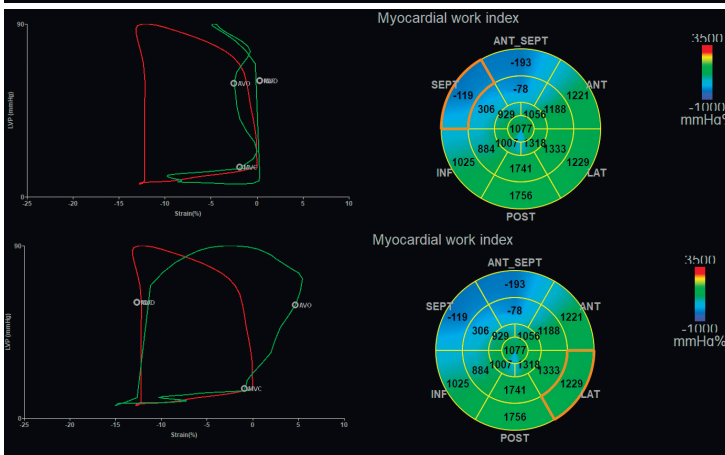 Myocardial work index
90
LVP (mmHg)
0
-25 -20 -15 -10 -5 0 5 10
Strain(%)
AVO
MVC
ANT_SEPT
SEPT
ANT
INF
LAT
POST
-193
-119
-78
1221
306
929
1056
1188
1077
884
1007
1318
1333
1025
1741
1229
1756
3500
-1000
mmHg%
Myocardial work index
90
LVP (mmHg)
0
-25 -20 -15 -10 -5 0 5 10
Strain(%)
AVO
MVC
ANT_SEPT
SEPT
ANT
INF
LAT
POST
-193
-119
-78
1221
306
929
1056
1188
1077
884
1007
1318
1333
1025
1741
1229
1756
3500
-1000
mmHg%